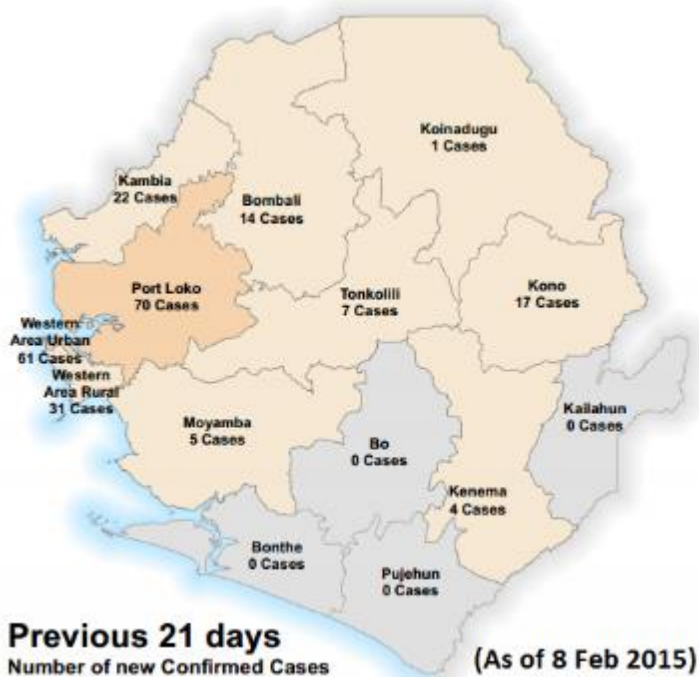 Koinadugu
1 Cases
Kambia
22 Cases
Bombali
14 Cases
Port Loko
70 Cases
Tonkolili
7 Cases
Kono
17 Cases
Western
Area Urban
61 Cases
Western
Area Rural
31 Cases
Moyamba
5 Cases
Bo
0 Cases
Kailahun
0 Cases
Kenema
4 Cases
Bonthe
0 Cases
Pujehun
0 Cases
Previous 21 days
Number of new Confirmed Cases
(As of 8 Feb 2015)